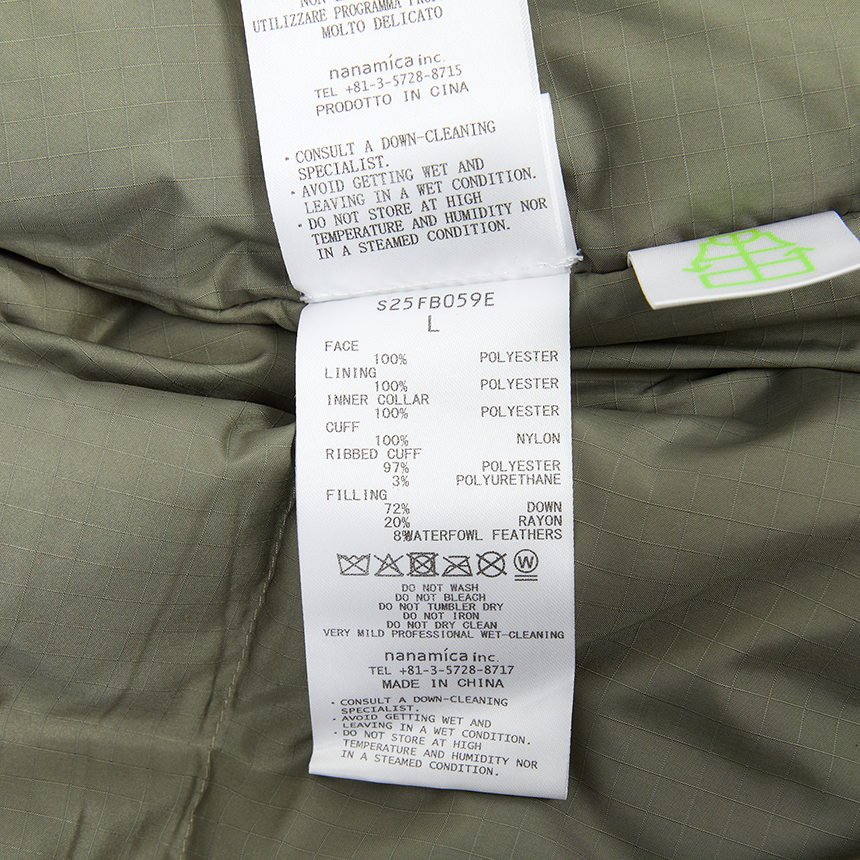 UTILIZZARE PROGRAMMA
MOLTO DELICATO
nanamica inc.
TEL +81-3-5728-8715
PRODOTTO IN CINA
・CONSULT A DOWN-CLEANING
SPECIALIST.
・AVOID GETTING WET AND
LEAVING IN A WET CONDITION.
・DO NOT STORE AT HIGH
TEMPERATURE AND HUMIDITY NOR
IN A STEAMED CONDITION.
S25FB059E
L
FACE
100% POLYESTER
LINING
100% POLYESTER
INNER COLLAR
100% POLYESTER
CUFF
100% NYLON
RIBBED CUFF
97% POLYESTER
3% POLYURETHANE
FILLING
72% DOWN
20% RAYON
8% WATERFOWL FEATHERS
W
DO NOT WASH
DO NOT BLEACH
DO NOT TUMBLER DRY
DO NOT IRON
DO NOT DRY CLEAN
VERY MILD PROFESSIONAL WET-CLEANING
nanamica inc.
TEL +81-3-5728-8717
MADE IN CHINA
・CONSULT A DOWN-CLEANING
SPECIALIST.
・AVOID GETTING WET AND
LEAVING IN A WET CONDITION.
・DO NOT STORE AT HIGH
TEMPERATURE AND HUMIDITY NOR
IN A STEAMED CONDITION.